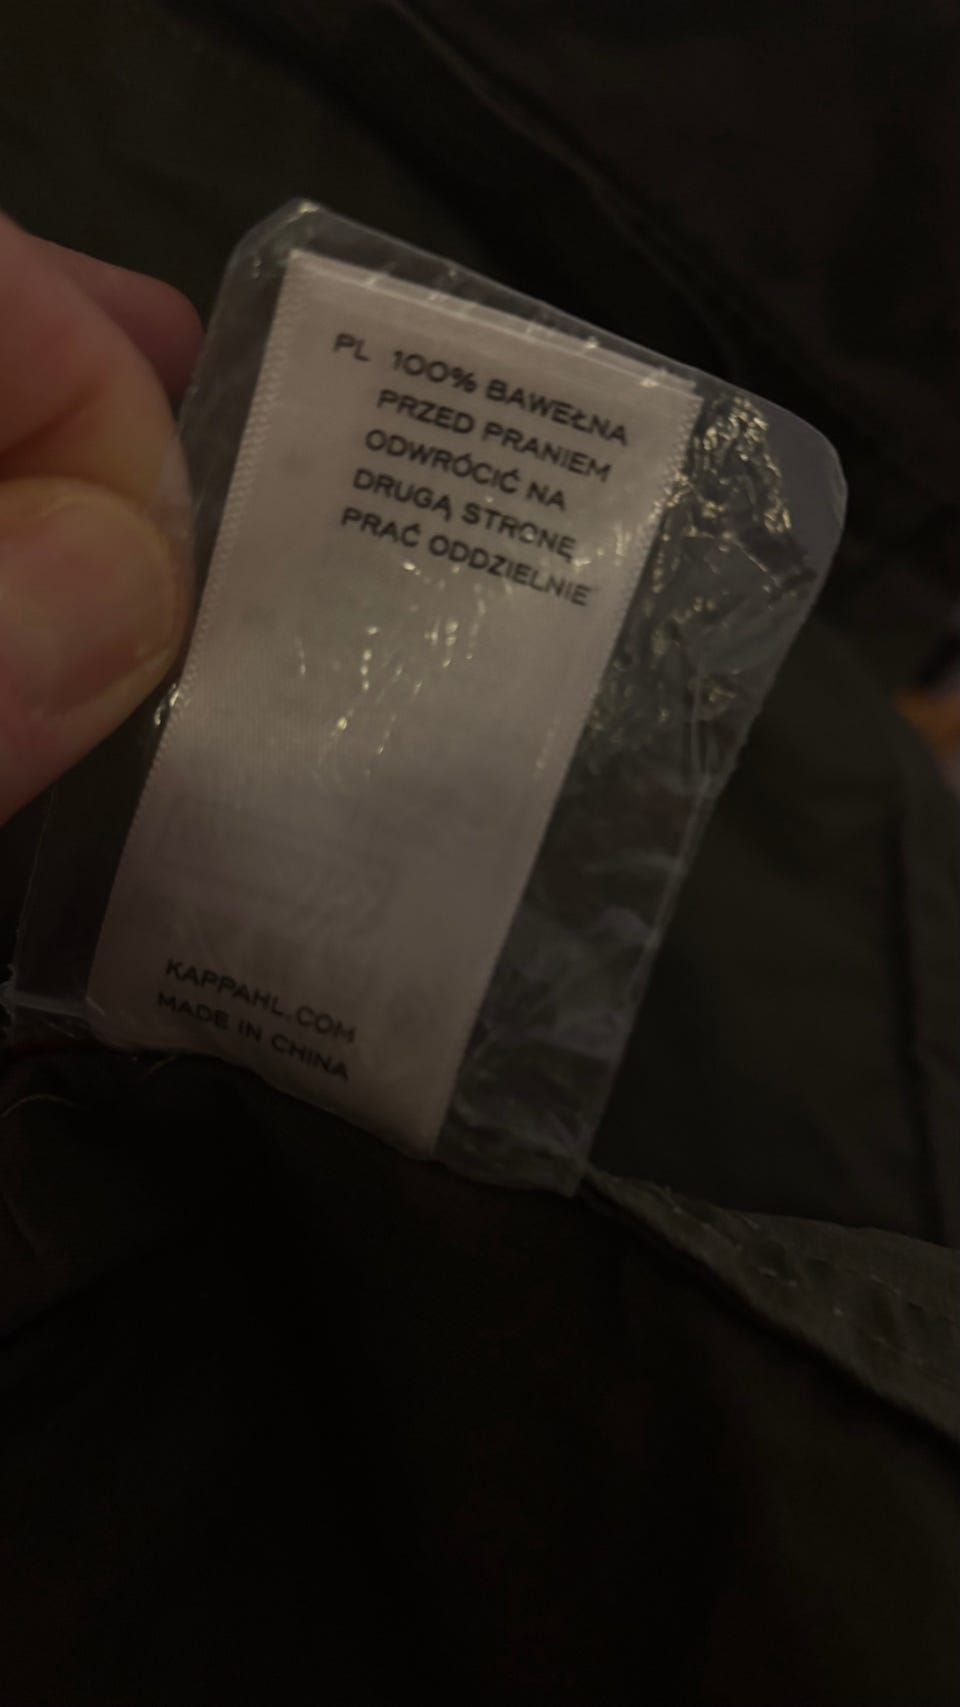 PL 100% BAWEŁNA
PRZED PRANIEM
ODWRÓCIĆ NA
DRUGĄ STRONĘ
PRAĆ ODDZIELNIE
KAPPAHL.COM
MADE IN CHINA